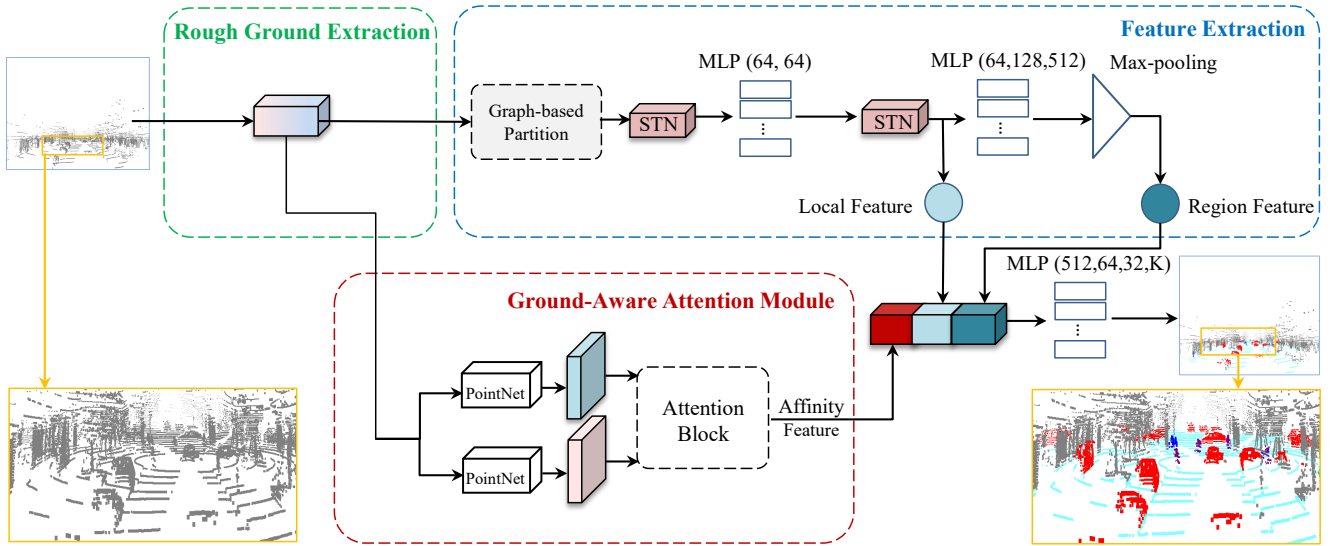 Rough Ground Extraction
Feature Extraction
MLP (64, 64)
MLP (64,128,512)
Max-pooling
Graph-based
Partition
STN
STN
Local Feature
Region Feature
MLP (512,64,32,K)
Ground-Aware Attention Module
PointNet
PointNet
Attention
Block
Affinity
Feature